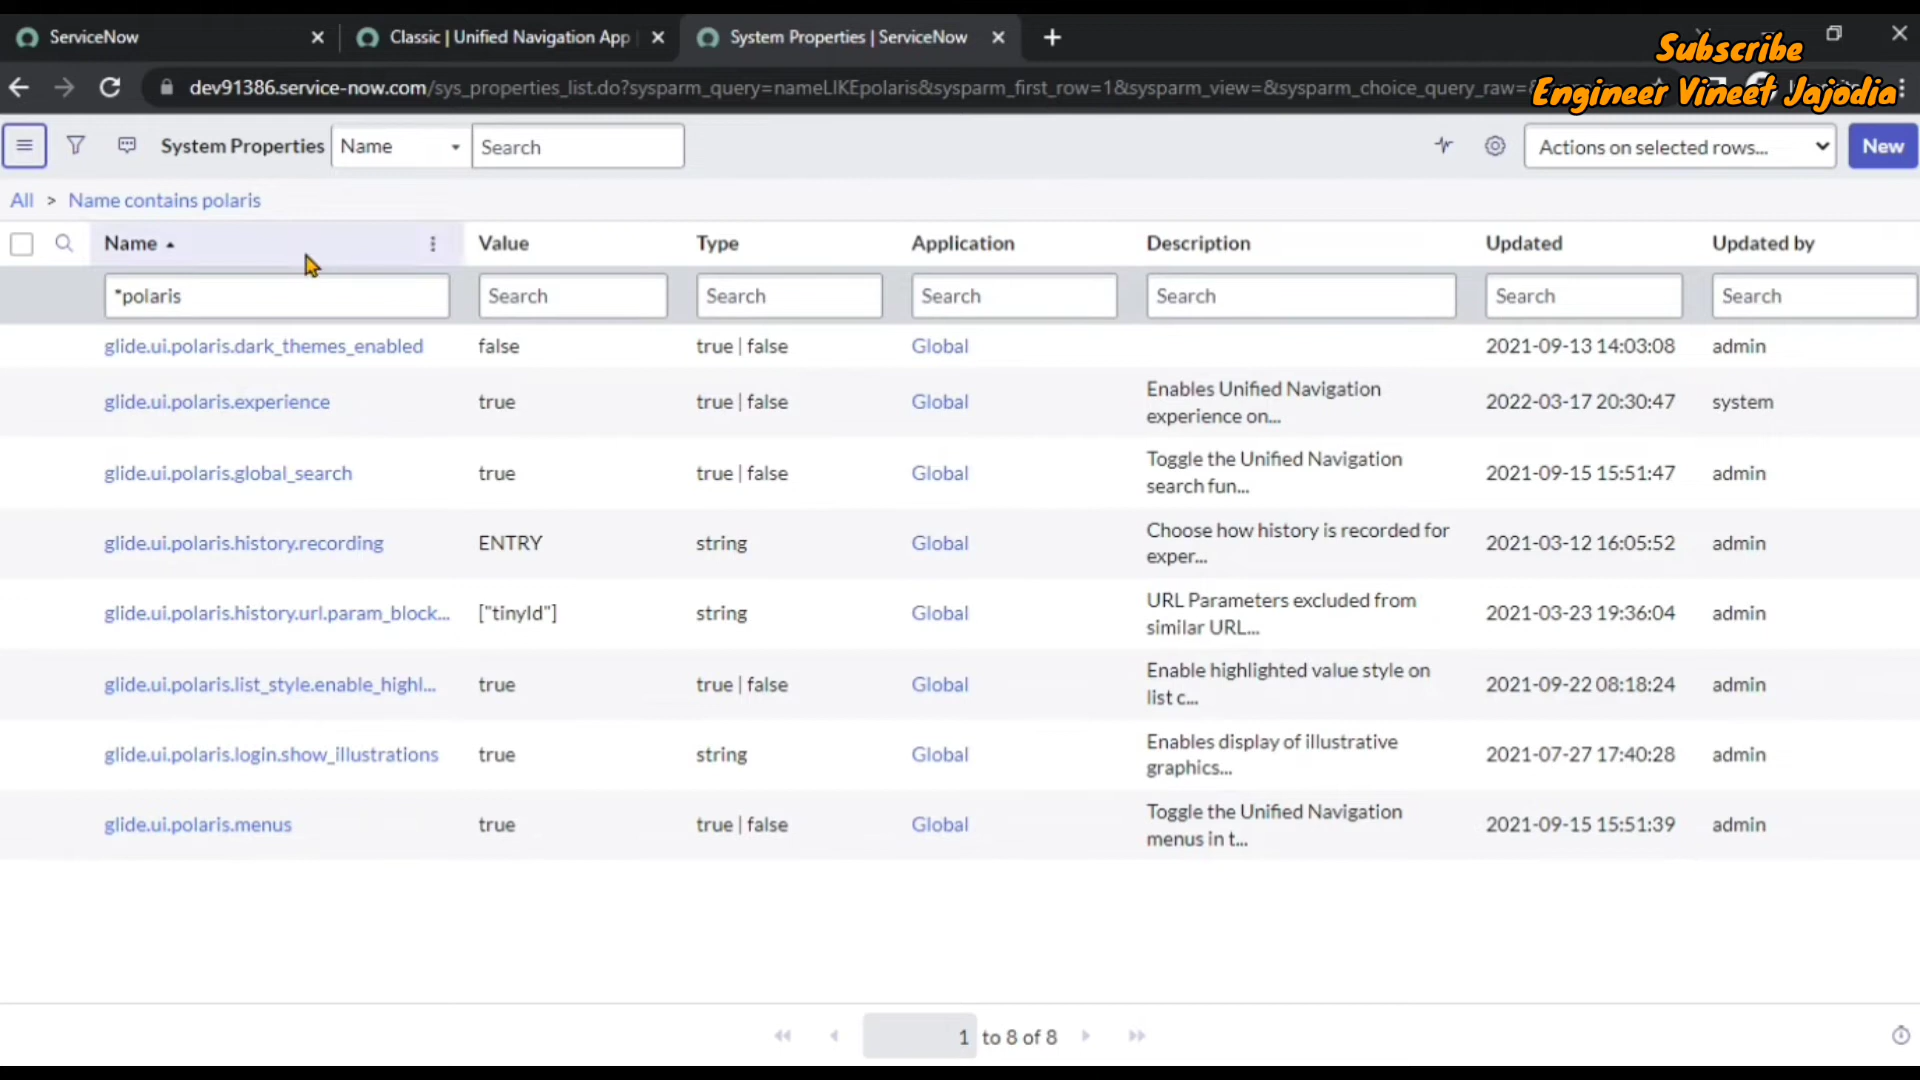 ServiceNow
Classic | Unified Navigation App
System Properties | ServiceNow
Subscribe
Engineer Vineet Jajodia
dev91386.service-now.com/sys_properties_list.do?sysparm_query=nameLIKEpolaris&sysparm_first_row=1&sysparm_view=&sysparm_choice_query_raw=
System Properties Name Search Actions on selected rows... New
All > Name contains polaris
Name Value Type Application Description Updated Updated by
*polaris Search Search Search Search Search Search
glide.ui.polaris.dark_themes_enabled false true | false Global 2021-09-13 14:03:08 admin
glide.ui.polaris.experience true true | false Global Enables Unified Navigation 2022-03-17 20:30:47 system
experience on...
glide.ui.polaris.global_search true true | false Global Toggle the Unified Navigation 2021-09-15 15:51:47 admin
search fun...
glide.ui.polaris.history.recording ENTRY string Global Choose how history is recorded for 2021-03-12 16:05:52 admin
exper...
glide.ui.polaris.history.url.param_block... ["tinyId"] string Global URL Parameters excluded from 2021-03-23 19:36:04 admin
similar URL...
glide.ui.polaris.list_style.enable_highl... true true | false Global Enable highlighted value style on 2021-09-22 08:18:24 admin
list c...
glide.ui.polaris.login.show_illustrations true string Global Enables display of illustrative 2021-07-27 17:40:28 admin
graphics...
glide.ui.polaris.menus true true | false Global Toggle the Unified Navigation 2021-09-15 15:51:39 admin
menus in t...
1 to 8 of 8